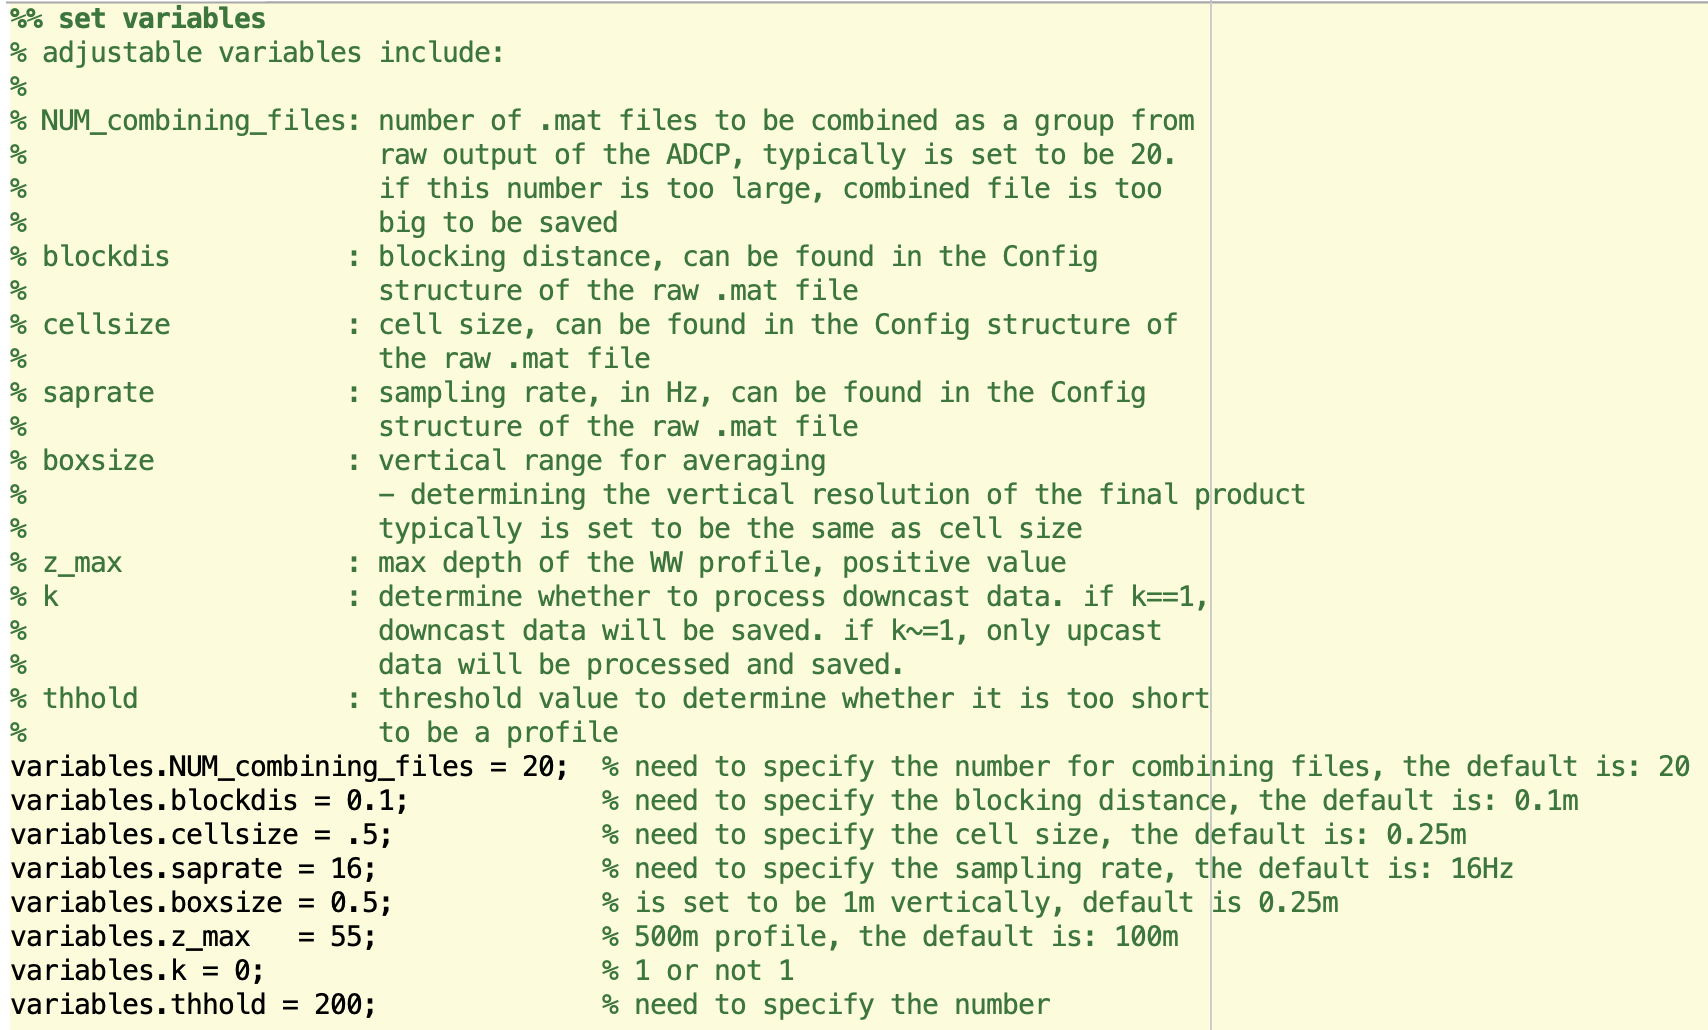 %% set variables
% adjustable variables include:
%
% NUM_combining_files: number of .mat files to be combined as a group from
%                      raw output of the ADCP, typically is set to be 20.
%                      if this number is too large, combined file is too
%                      big to be saved
% blockdis           : blocking distance, can be found in the Config
%                      structure of the raw .mat file
% cellsize           : cell size, can be found in the Config structure of
%                      the raw .mat file
% saprate            : sampling rate, in Hz, can be found in the Config
%                      structure of the raw .mat file
% boxsize            : vertical range for averaging
%                      – determining the vertical resolution of the final product
%                      typically is set to be the same as cell size
% z_max              : max depth of the WW profile, positive value
% k                  : determine whether to process downcast data. if k==1,
%                      downcast data will be saved. if k~=1, only upcast
%                      data will be processed and saved.
% thhold             : threshold value to determine whether it is too short
%                      to be a profile
variables.NUM_combining_files = 20;  % need to specify the number for combining files, the default is: 20
variables.blockdis = 0.1;            % need to specify the blocking distance, the default is: 0.1m
variables.cellsize = .5;             % need to specify the cell size, the default is: 0.25m
variables.saprate = 16;              % need to specify the sampling rate, the default is: 16Hz
variables.boxsize = 0.5;             % is set to be 1m vertically, default is 0.25m
variables.z_max   = 55;              % 500m profile, the default is: 100m
variables.k = 0;                     % 1 or not 1
variables.thhold = 200;              % need to specify the number